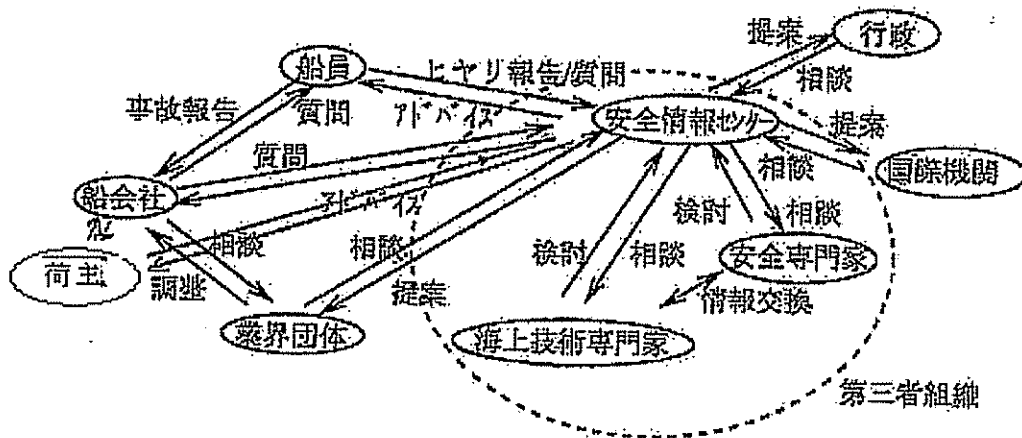 提案
行政
船員
ヒヤリ報告/質問
相談
事故報告
質問
アドバイス
安全情報センター
提案
質問
相談
国際機関
船会社
アドバイス
検討
相談
荷主
相談
相談
検討
相談
安全専門家
調整
提案
情報交換
業界団体
海上技術専門家
第三者組織